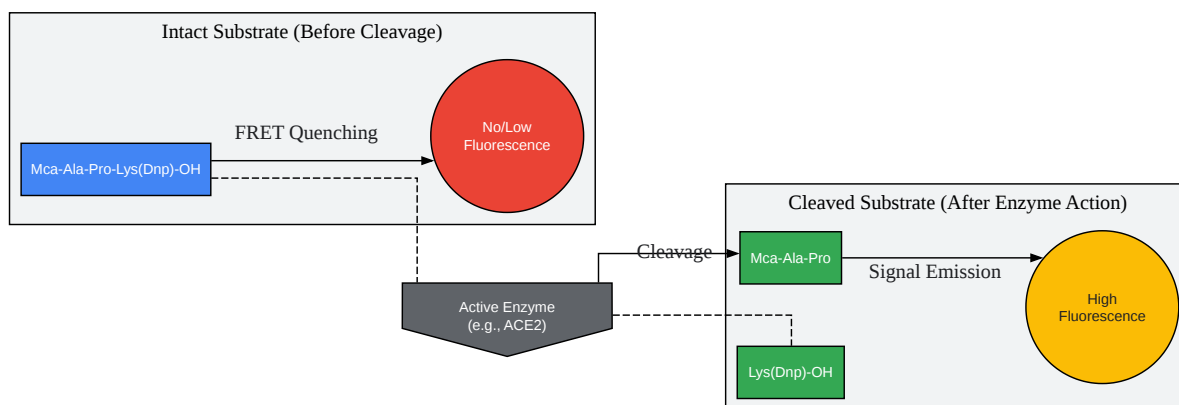 Intact Substrate (Before Cleavage)
FRET Quenching
No/Low
Fluorescence
Mca-Ala-Pro-Lys(Dnp)-OH
Cleaved Substrate (After Enzyme Action)
Cleavage
Mca-Ala-Pro
Signal Emission
High
Fluorescence
Active Enzyme
(e.g., ACE2)
Lys(Dnp)-OH